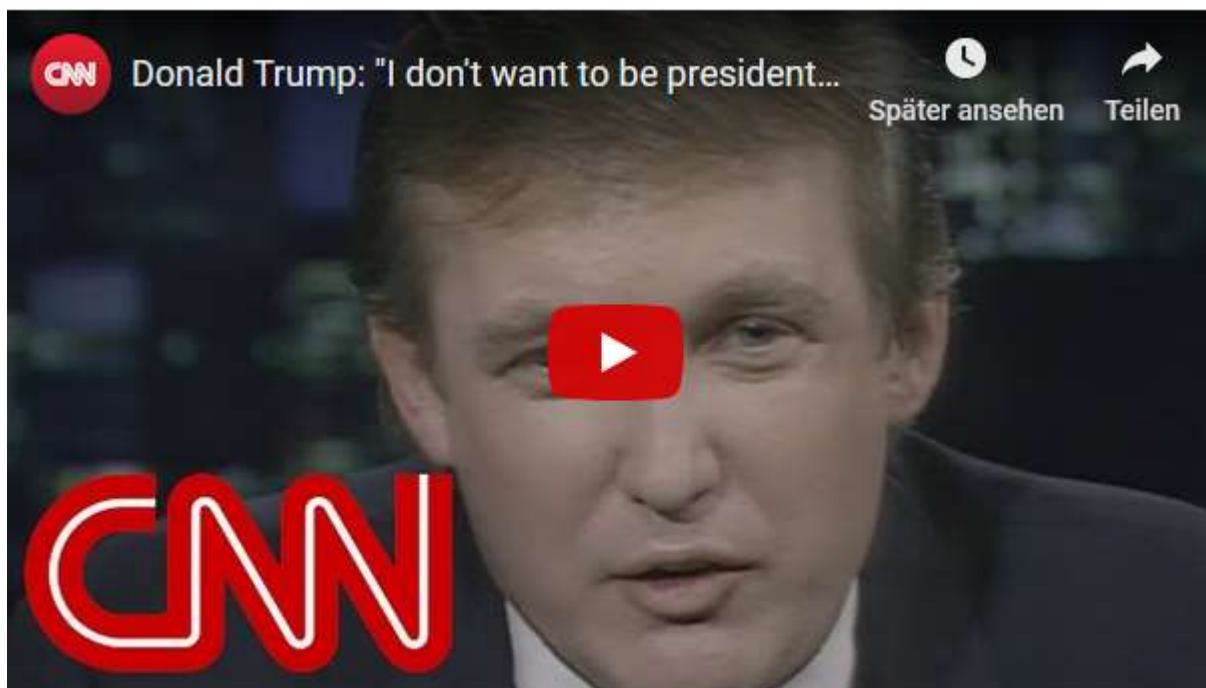 CNN
Donald Trump: "I don't want to be president...
Später ansehen
Teilen
CNN